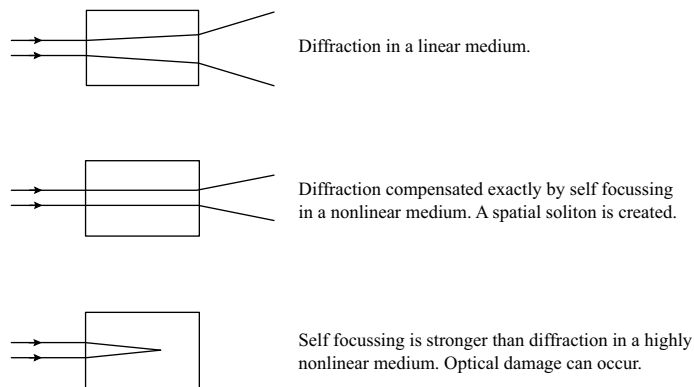 Diffraction in a linear medium.
Diffraction compensated exactly by self focussing
in a nonlinear medium. A spatial soliton is created.
Self focussing is stronger than diffraction in a highly
nonlinear medium. Optical damage can occur.